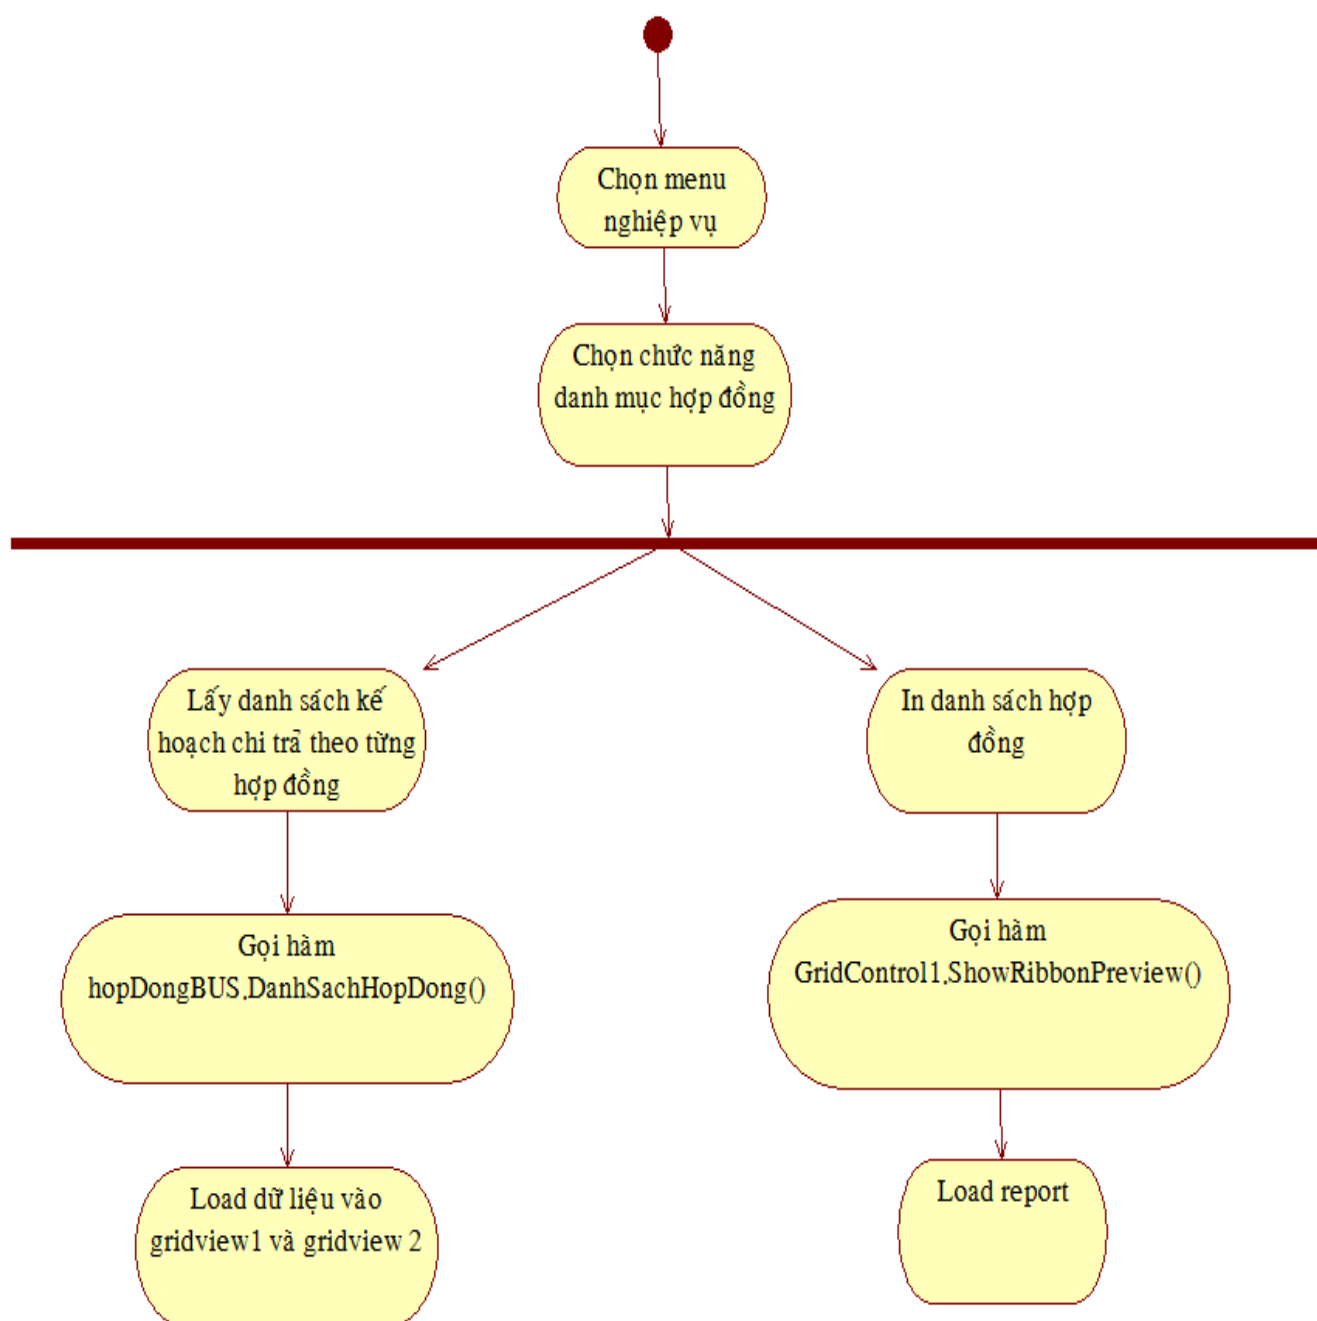 Chọn menu
nghiệp vụ
Chọn chức năng
danh mục hợp đồng
Lấy danh sách kế
hoạch chi trả theo từng
hợp đồng
In danh sách hợp
đồng
Gọi hàm
hopDongBUS.DanhSachHopDong()
Gọi hàm
GridControl1.ShowRibbonPreview()
Load dữ liệu vào
gridview1 và gridview 2
Load report